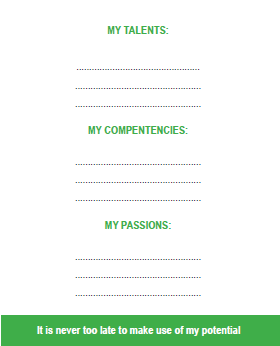 MY TALENTS:
................................................
.................................................
.................................................
MY COMPENTENCIES:
.................................................
.................................................
.................................................
MY PASSIONS:
.................................................
.................................................
.................................................
It is never too late to make use of my potential